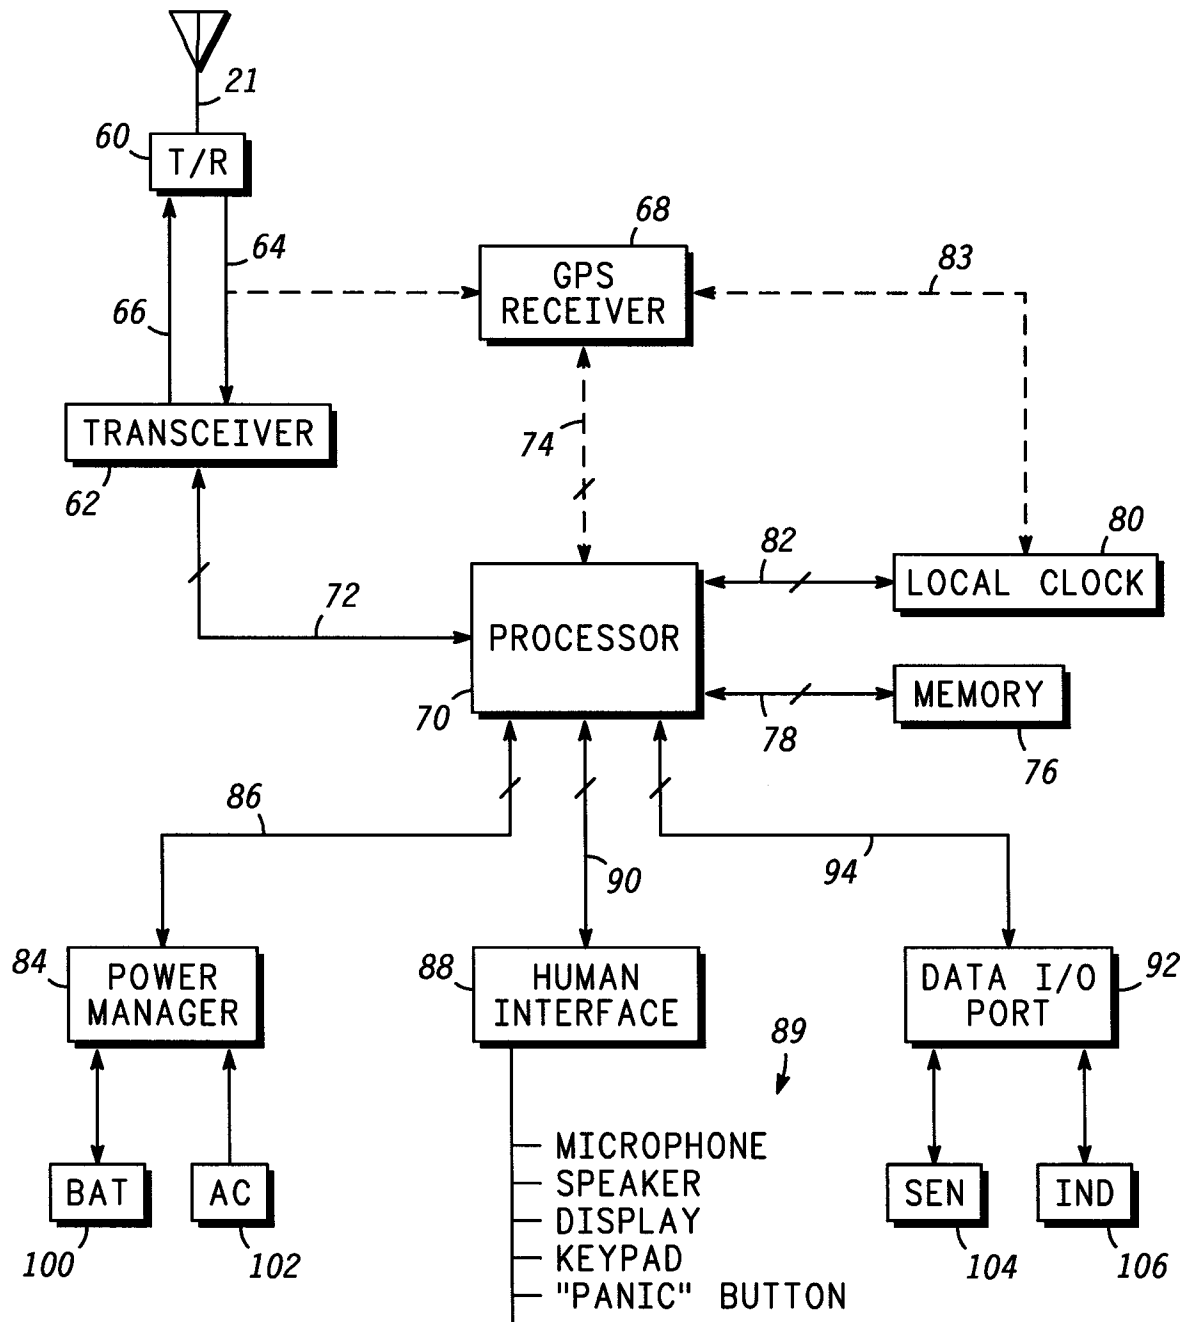 21
60
T/R
68
64
GPS
RECEIVER
83
66
74
TRANSCEIVER
62
80
82
LOCAL CLOCK
72
PROCESSOR
70
78
MEMORY
76
86
90
94
84
POWER
MANAGER
88
HUMAN
INTERFACE
DATA I/O
PORT
92
89
MICROPHONE
SPEAKER
DISPLAY
KEYPAD
"PANIC" BUTTON
BAT
AC
SEN
IND
100
102
104
106